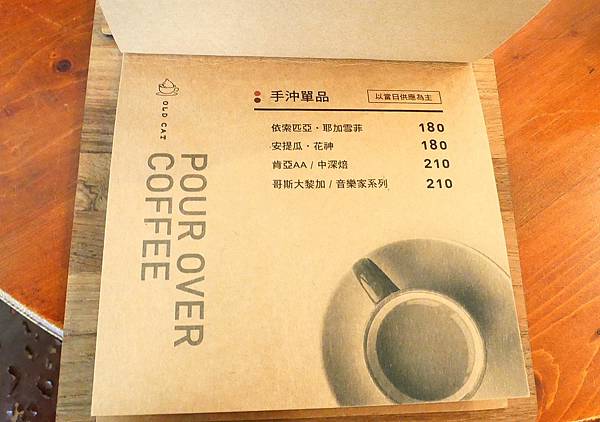 OLD CAT
POUR OVER
COFFEE
手沖單品
以當日供應為主
依索匹亞・耶加雪菲 180
安提瓜・花神 180
肯亞AA / 中深焙 210
哥斯大黎加 / 音樂家系列 210